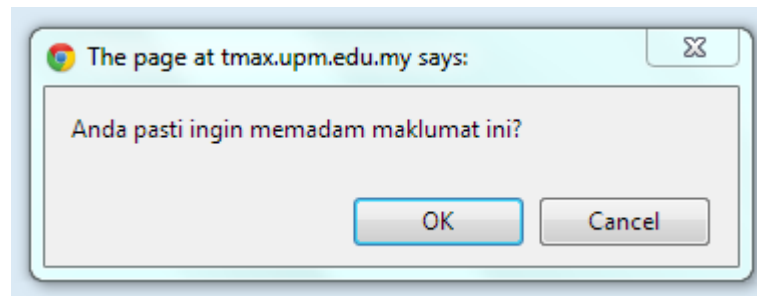 The page at tmax.upm.edu.my says:
Anda pasti ingin memadam maklumat ini?
OK Cancel